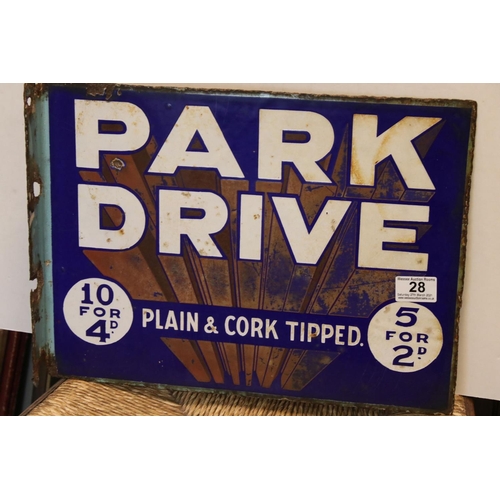 PARK
DRIVE
28
10
FOR
4D.
PLAIN & CORK TIPPED.
5
FOR
2D.